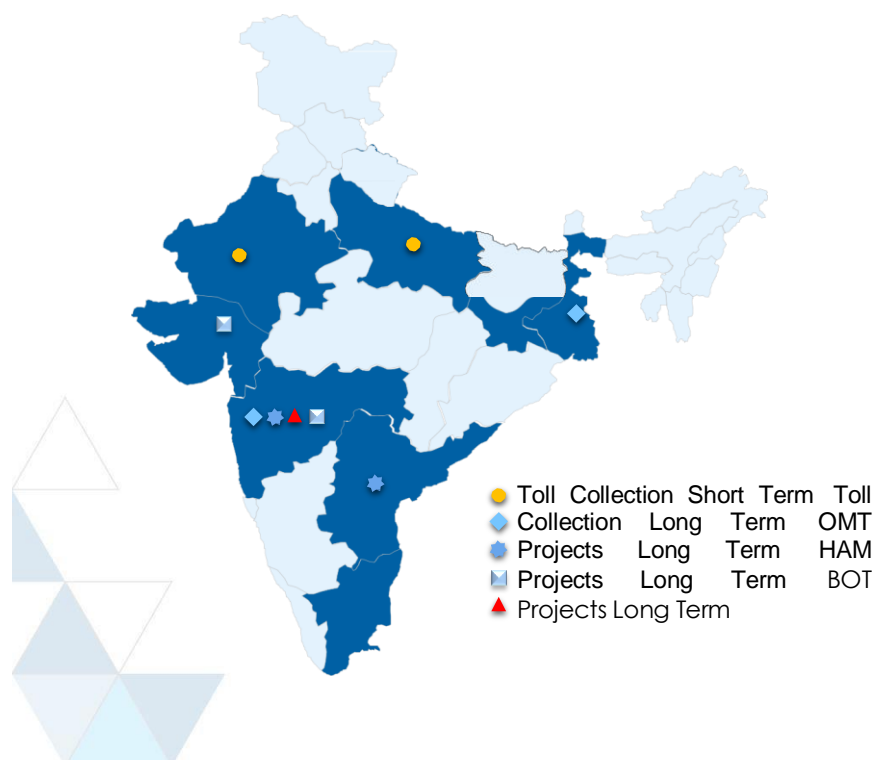 Toll Collection Short Term Toll
Collection Long Term OMT
Projects Long Term HAM
Projects Long Term BOT
Projects Long Term